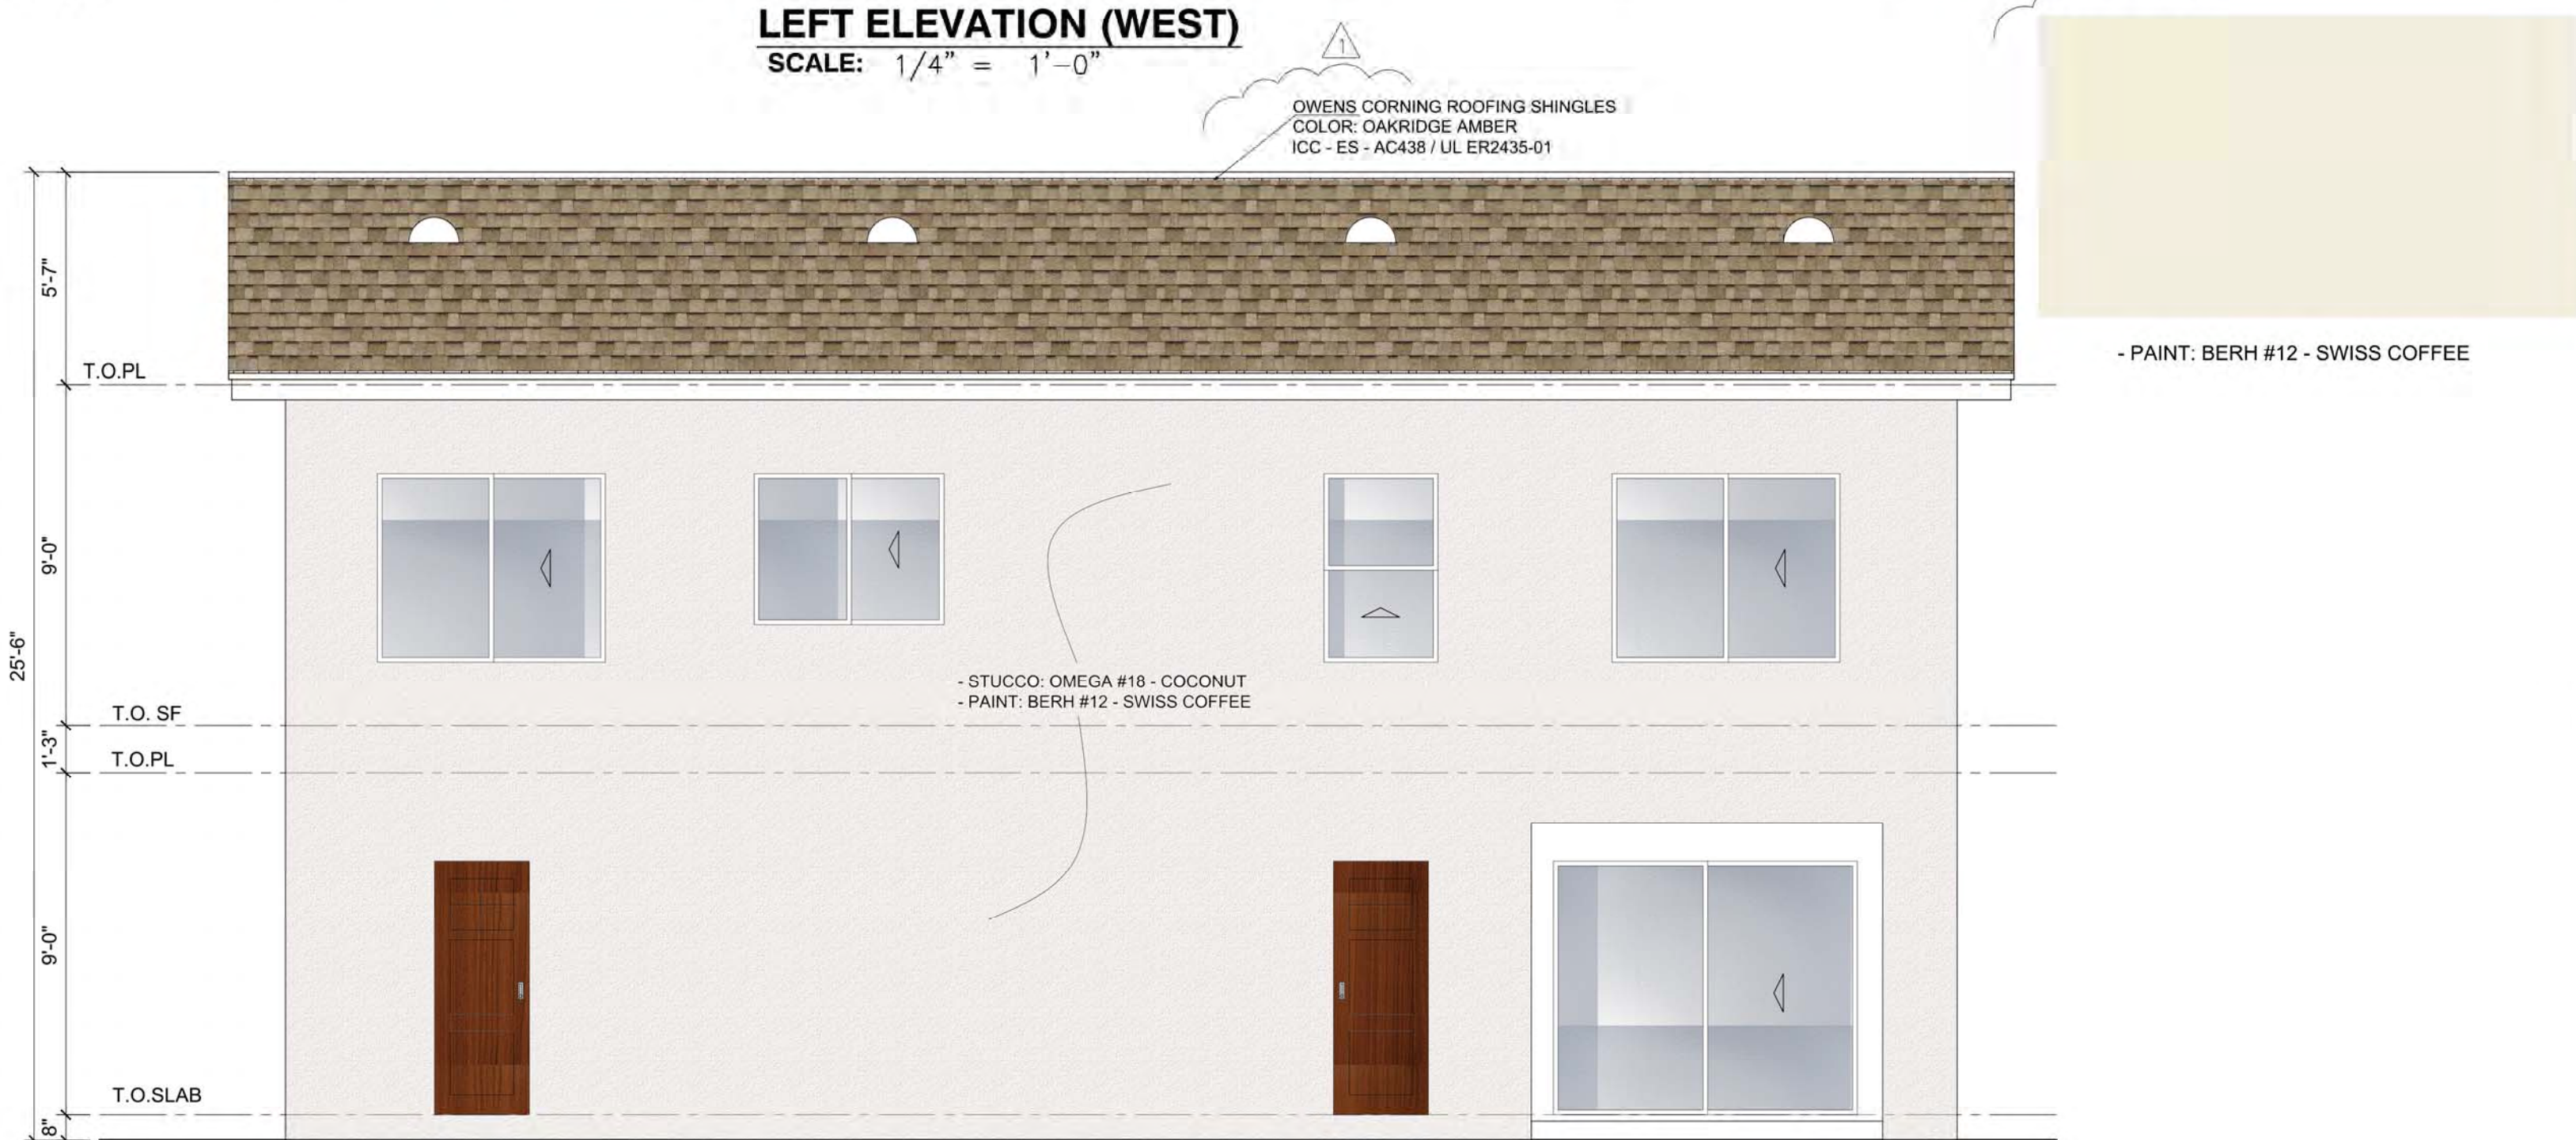 LEFT ELEVATION (WEST)
SCALE: 1/4" = 1'-0"
1
OWENS CORNING ROOFING SHINGLES
COLOR: OAKRIDGE AMBER
ICC - ES - AC438 / UL ER2435-01
- PAINT: BERH #12 - SWISS COFFEE
5'-7"
T.O.PL
9'-0"
25'-6"
- STUCCO: OMEGA #18 - COCONUT
- PAINT: BERH #12 - SWISS COFFEE
T.O. SF
1'-3"
T.O.PL
9'-0"
T.O.SLAB
8"